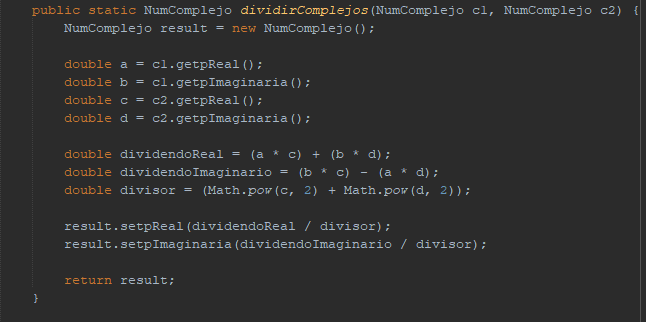 public static NumComplejo dividirComplejos(NumComplejo c1, NumComplejo c2) {
NumComplejo result = new NumComplejo();
double a = c1.getpReal();
double b = c1.getpImaginaria();
double c = c2.getpReal();
double d = c2.getpImaginaria();
double dividendoReal = (a * c) + (b * d);
double dividendoImaginario = (b * c) - (a * d);
double divisor = (Math.pow(c, 2) + Math.pow(d, 2));
result.setpReal(dividendoReal / divisor);
result.setpImaginaria(dividendoImaginario / divisor);
return result;
}